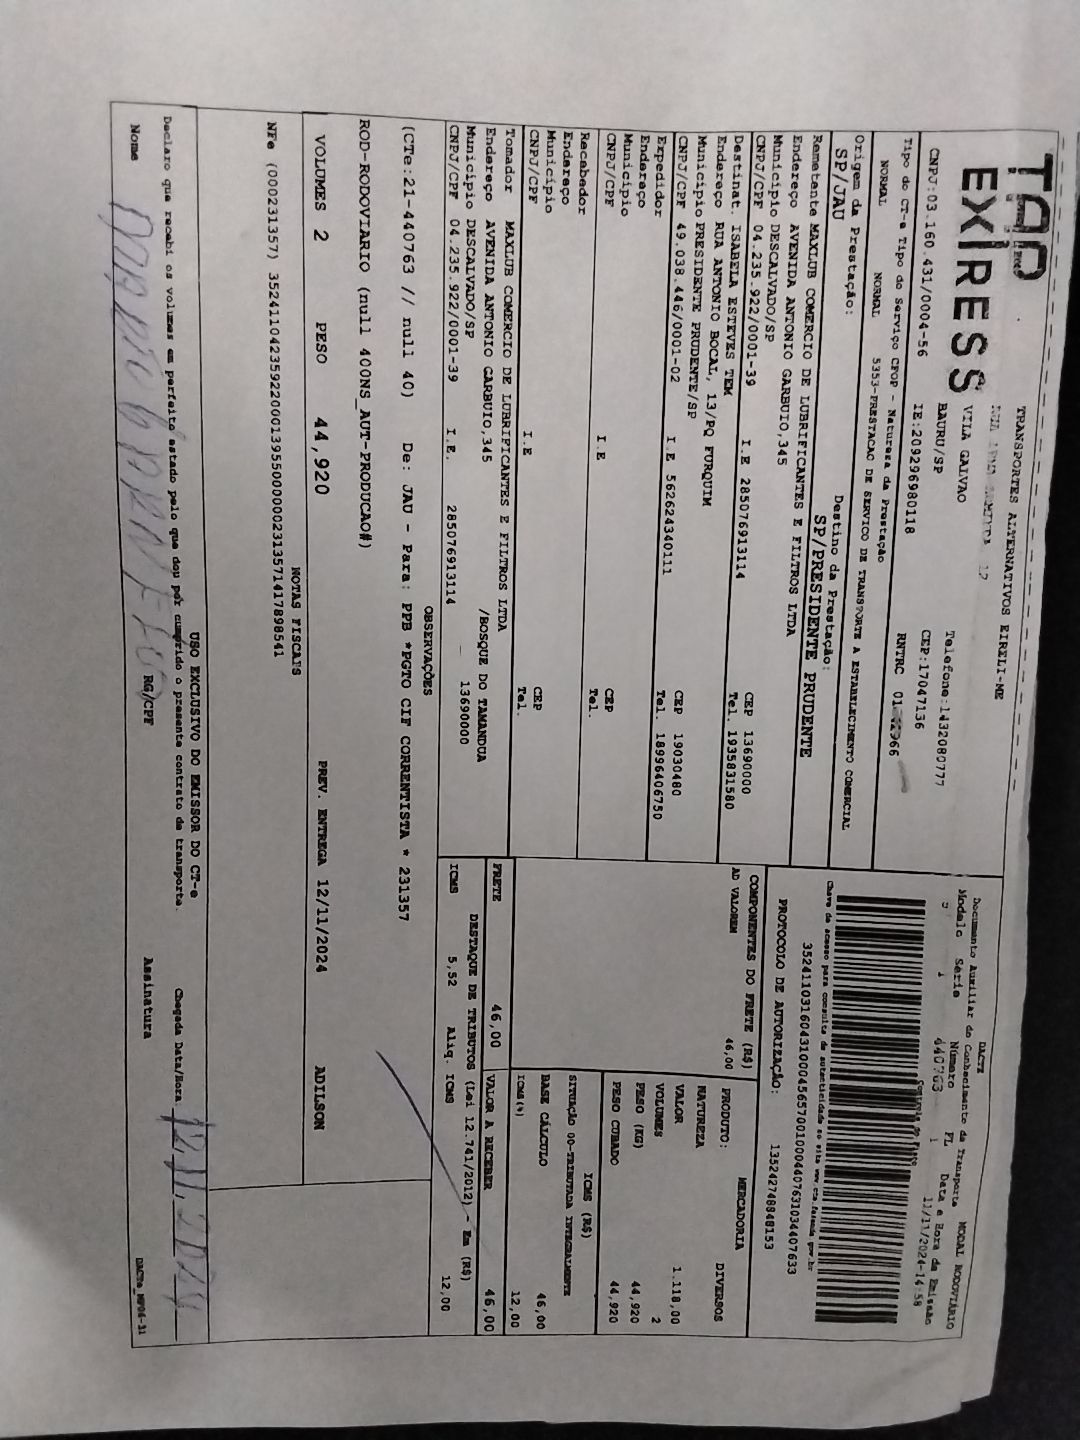 TAP
EXPRESS
TRANSPORTES ALTERNATIVOS EIRELI-ME
17
VILA GALVAO
Telefone:1432080777
BAURU/SP
CEP:17047136
CNPJ:03.160.431/0004-56
IE:209296980118
RNTRC
Tipo do CT-e Tipo do Serviço CFOP - Natureza da Prestação
NORMAL NORMAL 5353-PRESTACAO DE SERVICO DE TRANSPORTE A ESTABELECIMENTO COMERCIAL
Origem da Prestação: Destino da Prestação:
SP/JAU SP/PRESIDENTE PRUDENTE
Remetente MAXLUB COMERCIO DE LUBRIFICANTES E FILTROS LTDA
Endereço AVENIDA ANTONIO GARBUIO,345
Município DESCALVADO/SP CEP 13690000
CNPJ/CPF 04.235.922/0001-39 I.E 285076913114 Tel. 1935831580
Destinat. ISABELA ESTEVES TEM
Endereço RUA ANTONIO BOCAL, 13/PQ FURQUIM
Município PRESIDENTE PRUDENTE/SP CEP 19030480
CNPJ/CPF 49.038.446/0001-02 I.E 562624340111 Tel. 18996406750
Expedidor
Endereço
Município CEP
CNPJ/CPF I.E Tel.
Recebedor
Endereço
Município CEP
CNPJ/CPF I.E Tel.
Tomador MAXLUB COMERCIO DE LUBRIFICANTES E FILTROS LTDA
Endereço AVENIDA ANTONIO GARBUIO,345 /BOSQUE DO TAMANDUA
Município DESCALVADO/SP 13690000
CNPJ/CPF 04.235.922/0001-39 I.E. 285076913114
DACTE
Documento Auxiliar do Conhecimento de Transporte MODAL RODOVIÁRIO
Modelo Série Número FL Data e Hora da Emissão
440763 1 11/11/2024-14:58
Controle do Fisco
Chave de acesso para consulta de autenticidade no site www.cte.fazenda.gov.br
35241103160431000456570010004407631034407633
PROTOCOLO DE AUTORIZAÇÃO: 135242748848153
COMPONENTES DO FRETE (R$)
AD VALOREM 46,00
PRODUTO: MERCADORIA
NATUREZA DIVERSOS
VALOR 1.118,00
VOLUMES 2
PESO (KG) 44,920
PESO CUBADO 44,920
ICMS (R$)
SITUAÇÃO 00-TRIBUTADA INTEGRALMENTE
BASE CÁLCULO 46,00
ICMS(%) 12,00
FRETE 46,00 VALOR A RECEBER 46,00
DESTAQUE DE TRIBUTOS (Lei 12.741/2012) - Em (R$)
ICMS 5,52 Aliq. ICMS 12,00
OBSERVAÇÕES
(CTe:21-440763 // null 40) De: JAU - Para: PPB *PGTO CIF CORRENTISTA * 231357
ROD-RODOVIARIO (null 400NS_AUT-PRODUCAO#)
VOLUMES 2 PESO 44,920 PREV. ENTREGA 12/11/2024 ADILSON
NOTAS FISCAIS
NFe (000231357) 35241104235922000139550000002313571417898541
USO EXCLUSIVO DO EMISSOR DO CT-e
Declaro que recebi os volumes em perfeito estado pelo que dou por cumprido o presente contrato de transporte. Chegada Data/Hora
Nome RG/CPF Assinatura DACTe_MP06-31